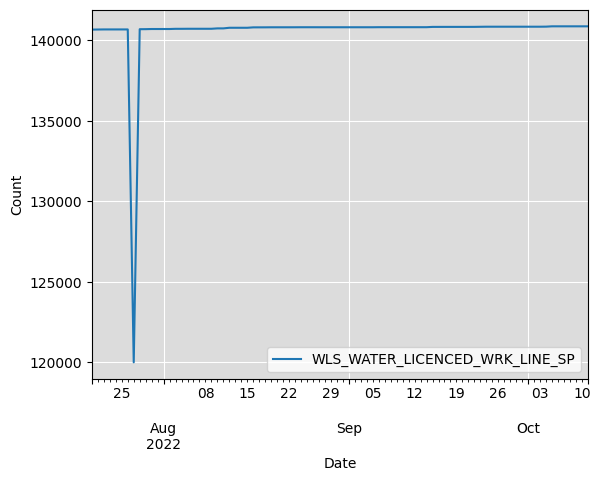 140000
135000
130000
125000
120000
Count
WLS_WATER_LICENCED_WRK_LINE_SP
25 08 15 22 29 05 12 19 26 03 10
Aug Sep Oct
2022
Date